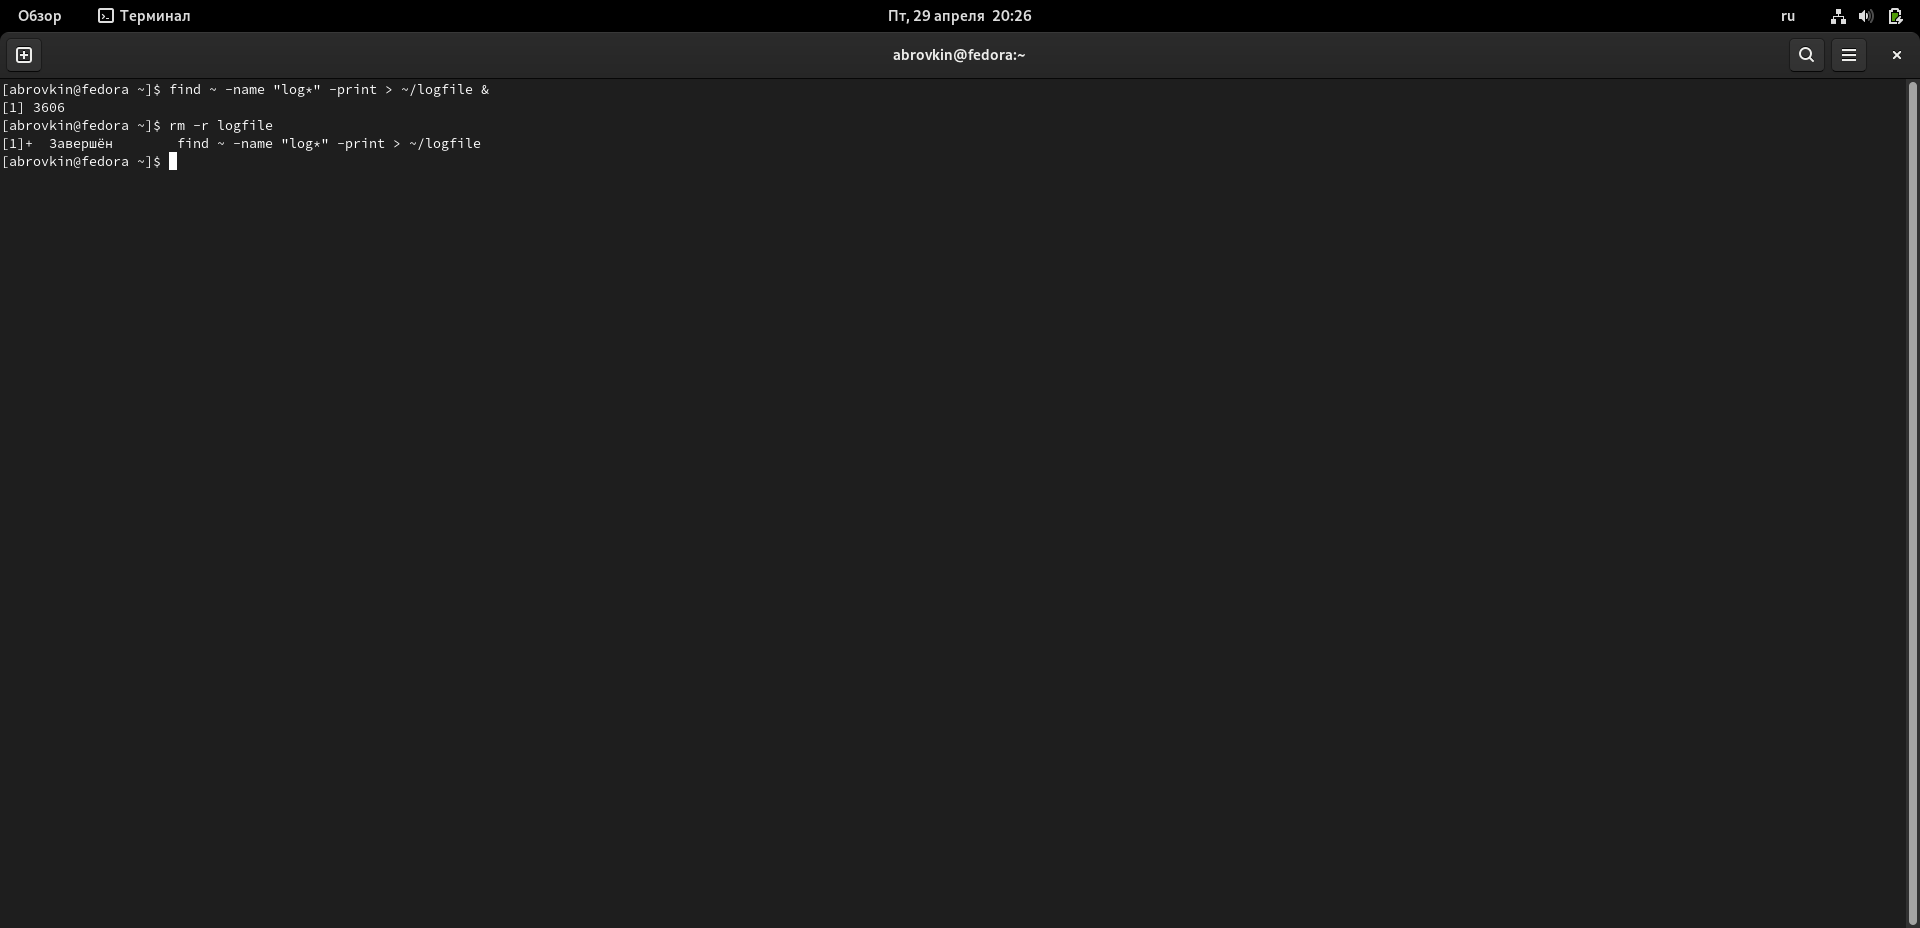 Обзор Терминал Пт, 29 апреля 20:26 ru
abrovkin@fedora:~
[abrovkin@fedora ~]$ find ~ -name "log*" -print > ~/logfile &
[1] 3606
[abrovkin@fedora ~]$ rm -r logfile
[1]+  Завершён        find ~ -name "log*" -print > ~/logfile
[abrovkin@fedora ~]$